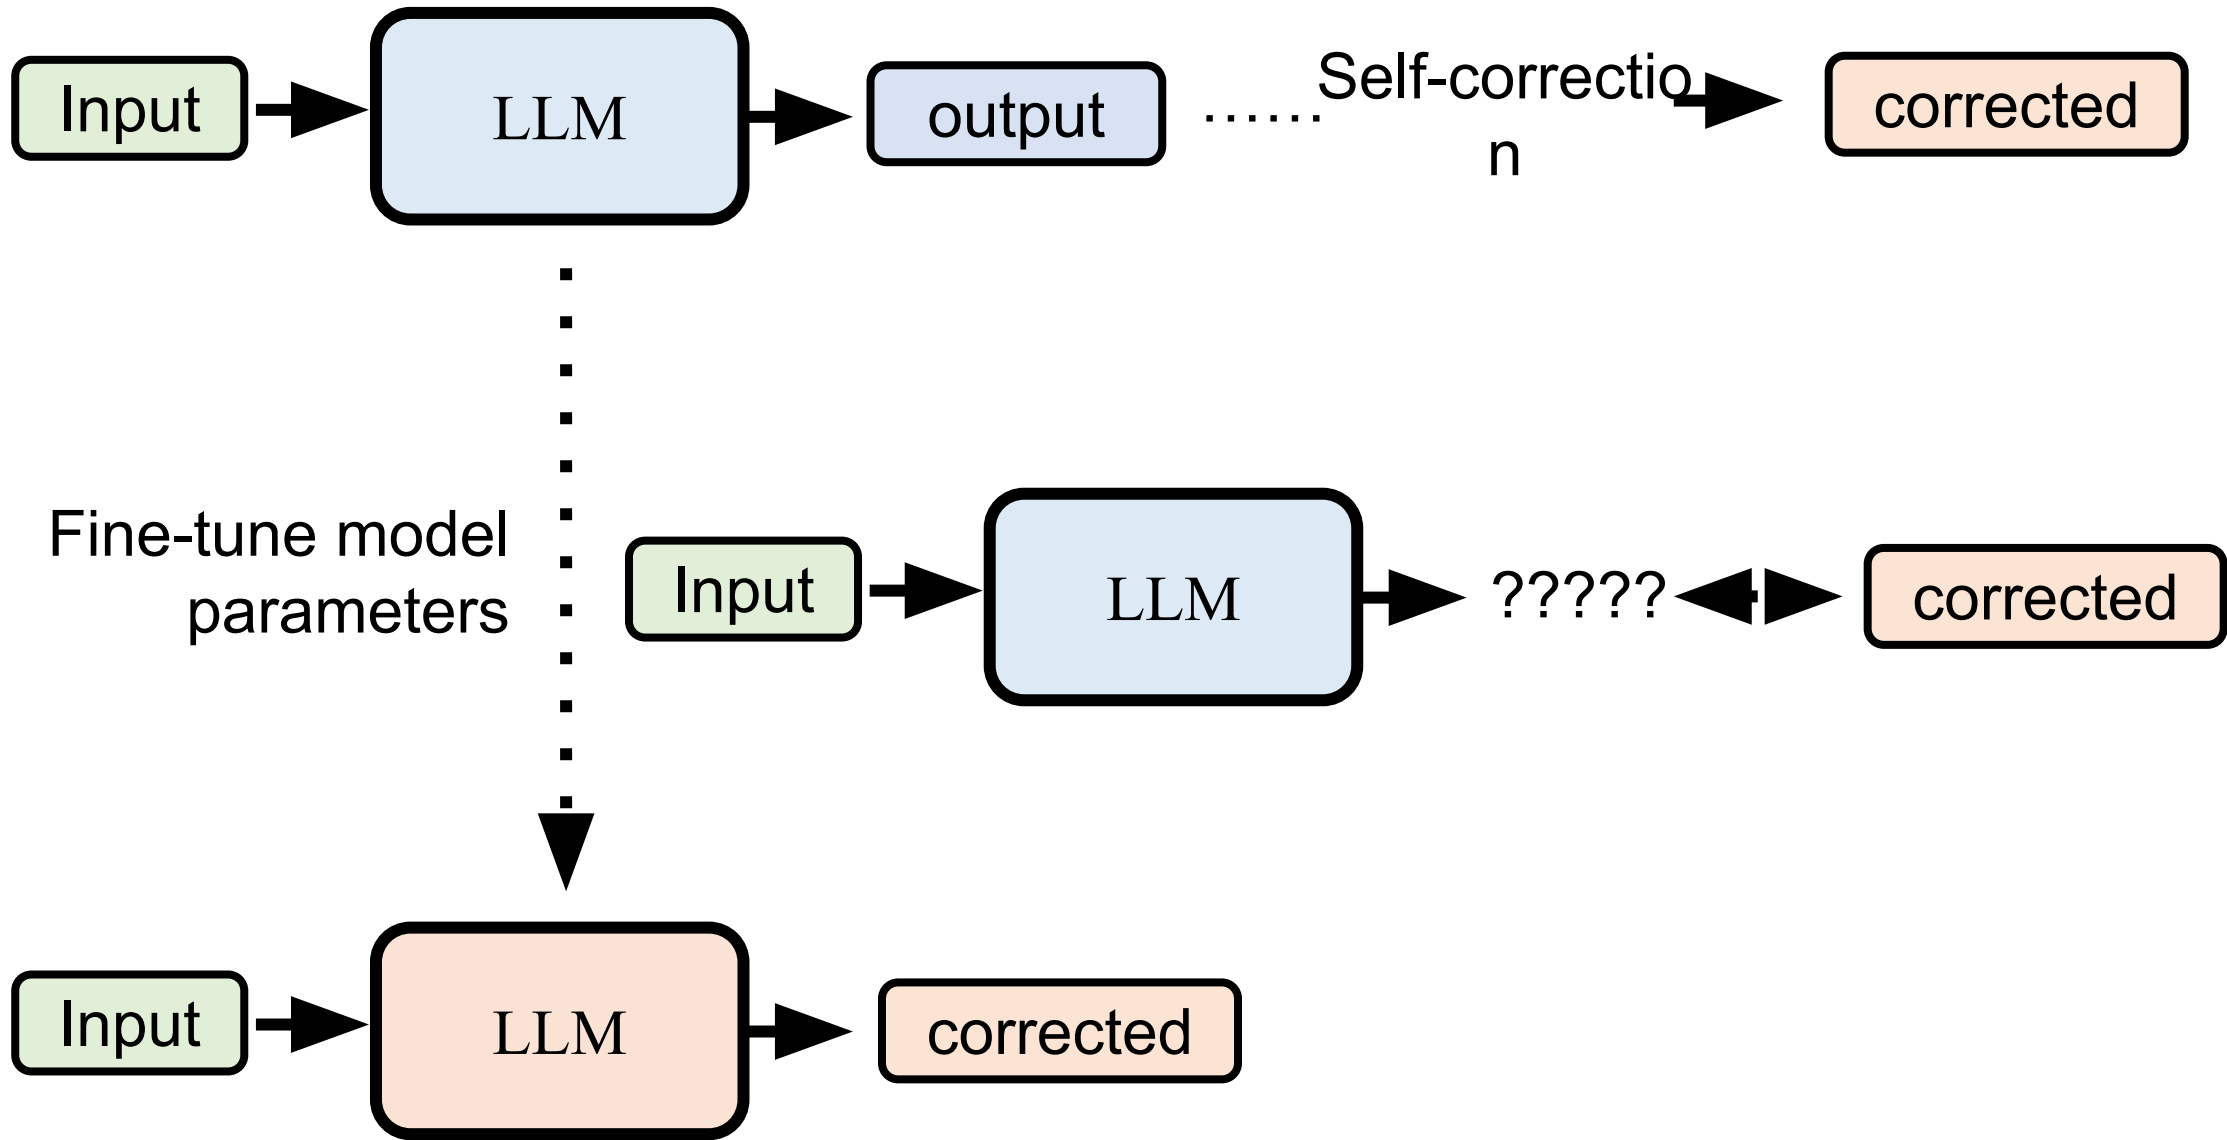 Input
LLM
output
......
Self-correctio
n
corrected
Fine-tune model
parameters
Input
LLM
?????
corrected
Input
LLM
corrected